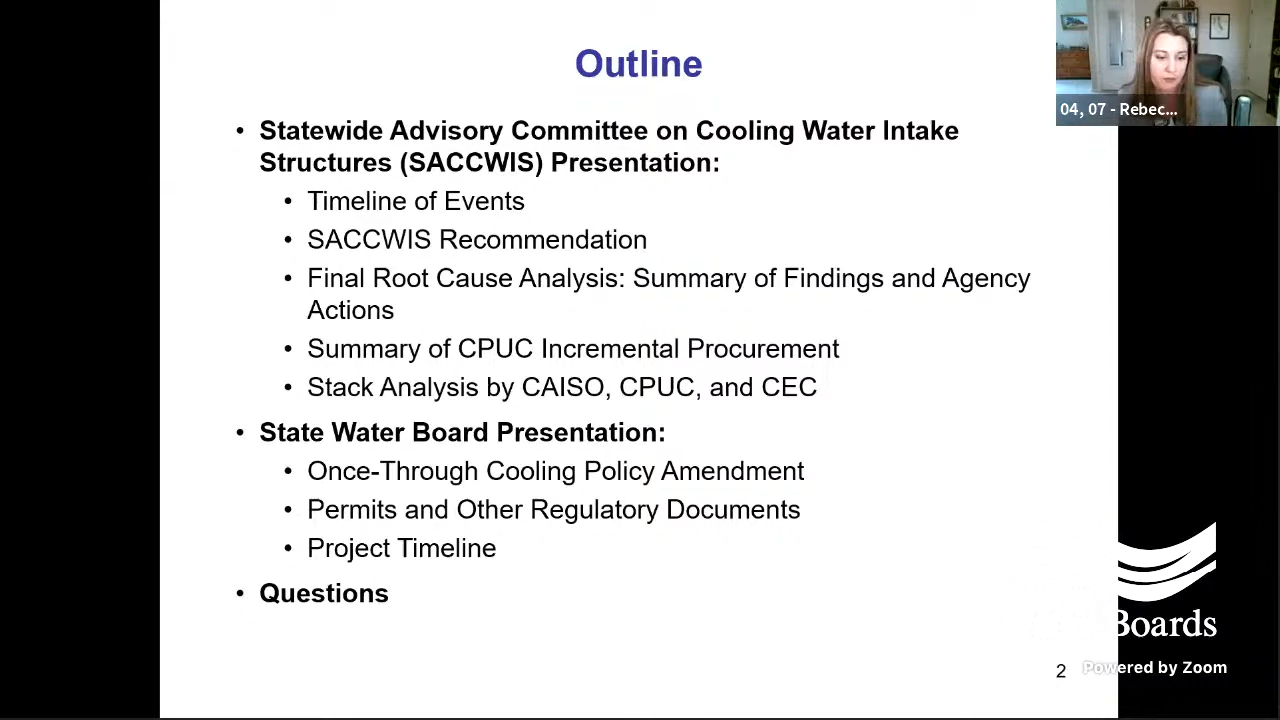 Outline
04, 07 - Rebec...
• Statewide Advisory Committee on Cooling Water Intake
Structures (SACCWIS) Presentation:
• Timeline of Events
• SACCWIS Recommendation
• Final Root Cause Analysis: Summary of Findings and Agency
Actions
• Summary of CPUC Incremental Procurement
• Stack Analysis by CAISO, CPUC, and CEC
• State Water Board Presentation:
• Once-Through Cooling Policy Amendment
• Permits and Other Regulatory Documents
• Project Timeline
• Questions
Boards
2
Powered by Zoom